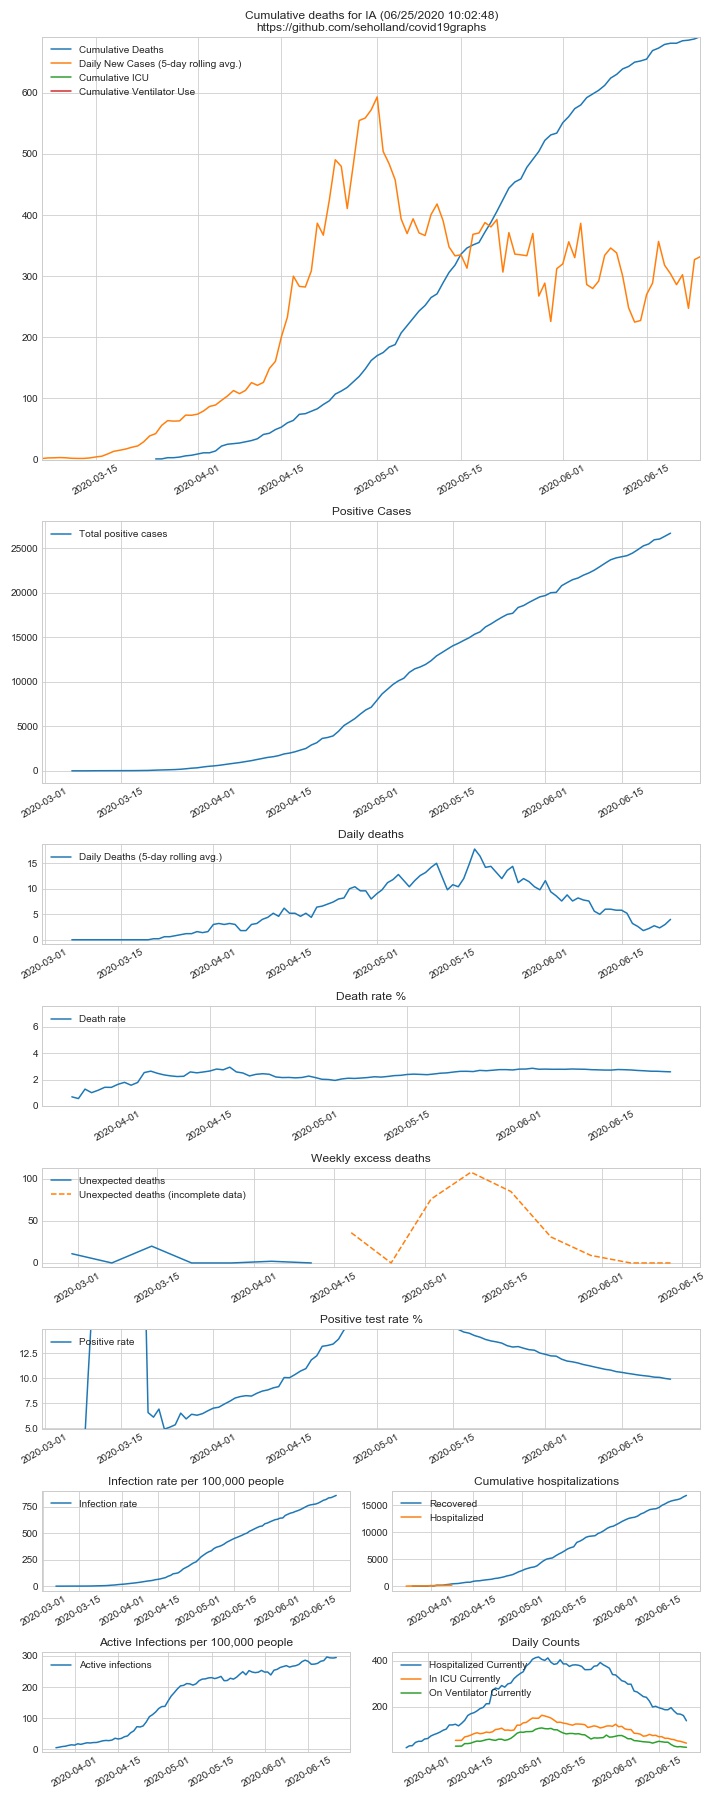 Cumulative deaths for IA (06/25/2020 10:02:48)
https://github.com/seholland/covid19graphs
Cumulative Deaths
Daily New Cases (5-day rolling avg.)
Cumulative ICU
Cumulative Ventilator Use
600
500
400
300
200
100
0
2020-03-15 2020-04-01 2020-04-15 2020-05-01 2020-05-15 2020-06-01 2020-06-15
Positive Cases
Total positive cases
25000
20000
15000
10000
5000
0
2020-03-01 2020-03-15 2020-04-01 2020-04-15 2020-05-01 2020-05-15 2020-06-01 2020-06-15
Daily deaths
Daily Deaths (5-day rolling avg.)
15
10
5
0
2020-03-01 2020-03-15 2020-04-01 2020-04-15 2020-05-01 2020-05-15 2020-06-01 2020-06-15
Death rate %
Death rate
6
4
2
0
2020-04-01 2020-04-15 2020-05-01 2020-05-15 2020-06-01 2020-06-15
Weekly excess deaths
Unexpected deaths
Unexpected deaths (incomplete data)
100
50
0
2020-03-01 2020-03-15 2020-04-01 2020-04-15 2020-05-01 2020-05-15 2020-06-01 2020-06-15
Positive test rate %
Positive rate
12.5
10.0
7.5
5.0
2020-03-01 2020-03-15 2020-04-01 2020-04-15 2020-05-01 2020-05-15 2020-06-01 2020-06-15
Infection rate per 100,000 people
Infection rate
750
500
250
0
2020-03-01 2020-03-15 2020-04-01 2020-04-15 2020-05-01 2020-05-15 2020-06-01 2020-06-15
Cumulative hospitalizations
Recovered
Hospitalized
15000
10000
5000
0
2020-04-01 2020-04-15 2020-05-01 2020-05-15 2020-06-01 2020-06-15
Active Infections per 100,000 people
Active infections
300
200
100
0
2020-04-01 2020-04-15 2020-05-01 2020-05-15 2020-06-01 2020-06-15
Daily Counts
Hospitalized Currently
In ICU Currently
On Ventilator Currently
400
200
2020-04-01 2020-04-15 2020-05-01 2020-05-15 2020-06-01 2020-06-15